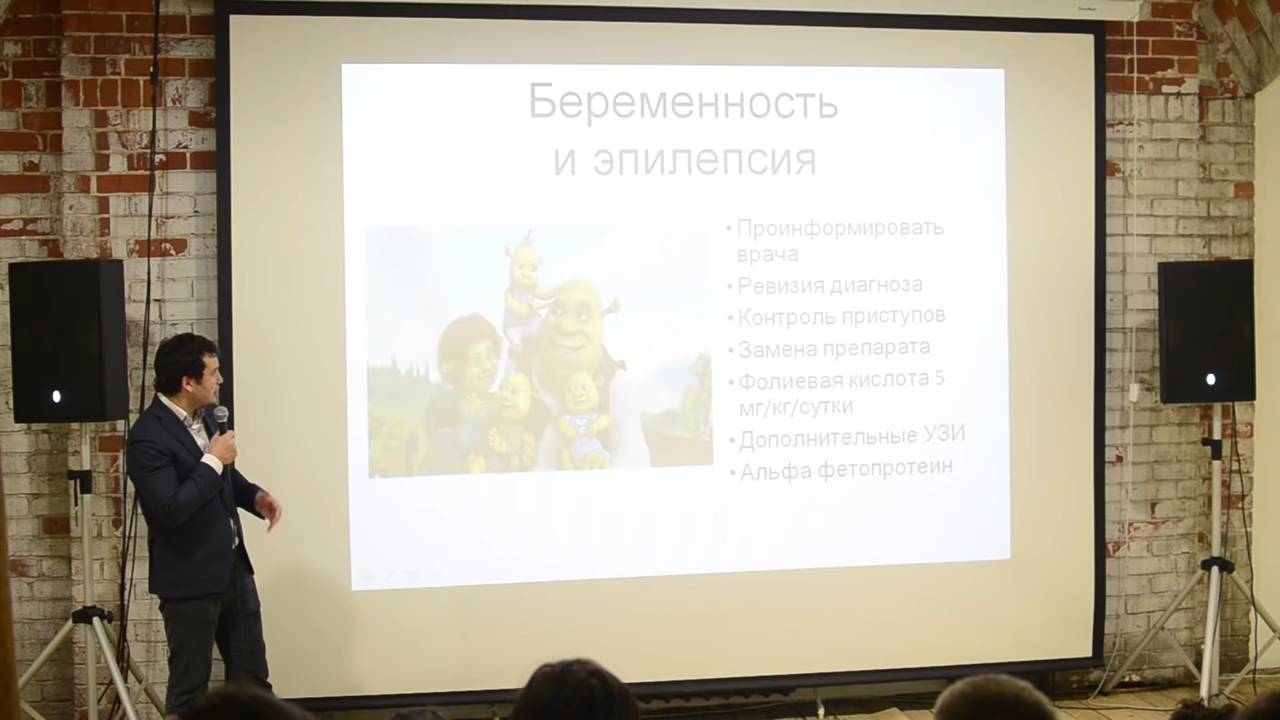 Беременность
и эпилепсия
• Проинформировать
врача
• Ревизия диагноза
• Контроль приступов
• Замена препарата
• Фолиевая кислота 5
мг/кг/сутки
• Дополнительные УЗИ
• Альфа фетопротеин